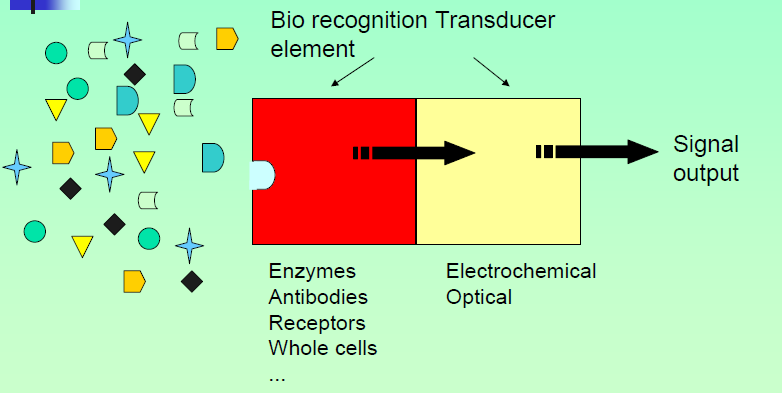 Bio recognition Transducer
element
Signal
output
Enzymes
Antibodies
Receptors
Whole cells
...
Electrochemical
Optical